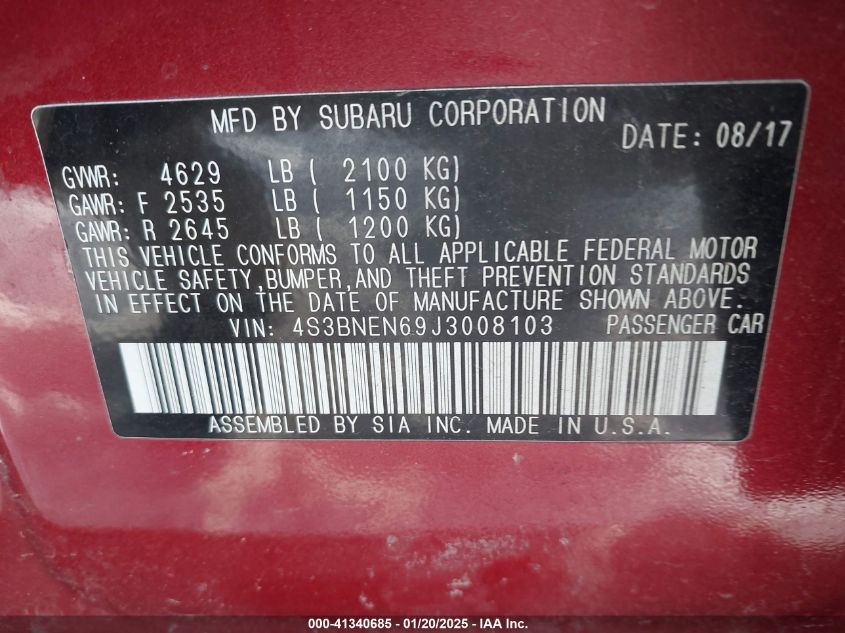 MFD BY SUBARU CORPORATION
DATE: 08/17
GVWR: 4629 LB ( 2100 KG)
GAWR: F 2535 LB ( 1150 KG)
GAWR: R 2645 LB ( 1200 KG)
THIS VEHICLE CONFORMS TO ALL APPLICABLE FEDERAL MOTOR
VEHICLE SAFETY, BUMPER, AND THEFT PREVENTION STANDARDS
IN EFFECT ON THE DATE OF MANUFACTURE SHOWN ABOVE.
VIN: 4S3BNEN69J3008103 PASSENGER CAR
ASSEMBLED BY SIA INC. MADE IN U.S.A.
000-41340685 - 01/20/2025 - IAA Inc.